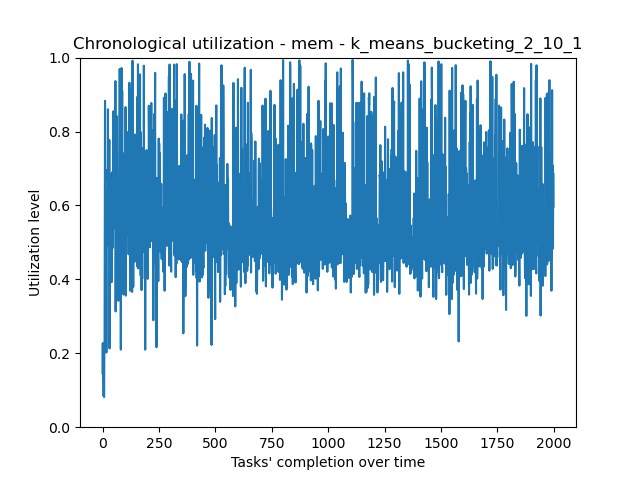 Chronological utilization - mem - k_means_bucketing_2_10_1
1.0
0.8
0.6
0.4
0.2
0.0
Utilization level
0 250 500 750 1000 1250 1500 1750 2000
Tasks' completion over time